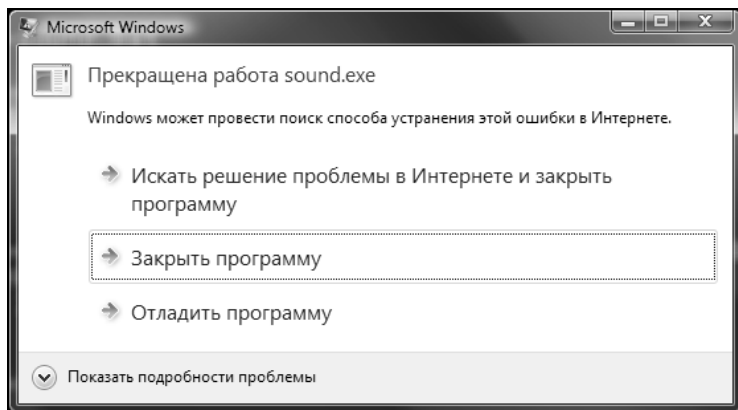 Microsoft Windows
Прекращена работа sound.exe
Windows может провести поиск способа устранения этой ошибки в Интернете.
Искать решение проблемы в Интернете и закрыть
программу
Закрыть программу
Отладить программу
Показать подробности проблемы